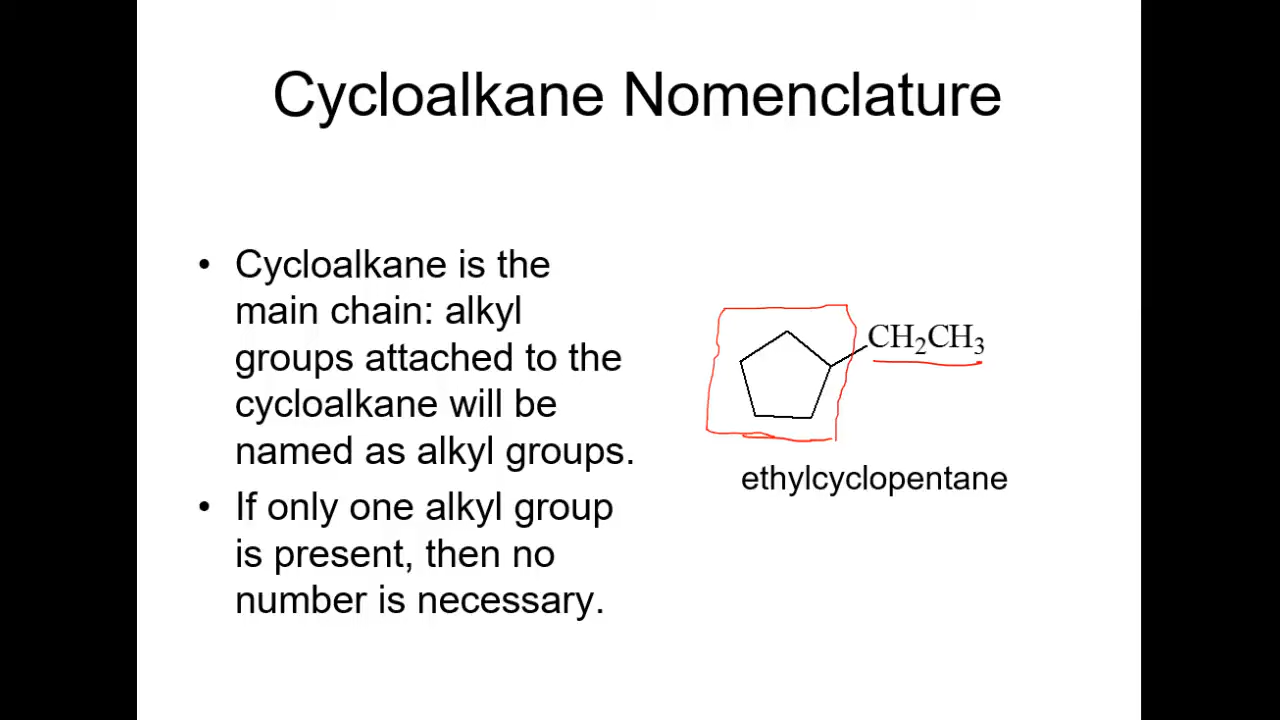 Cycloalkane Nomenclature
• Cycloalkane is the
main chain: alkyl
groups attached to the
cycloalkane will be
named as alkyl groups.
• If only one alkyl group
is present, then no
number is necessary.
CH₂CH₃
ethylcyclopentane